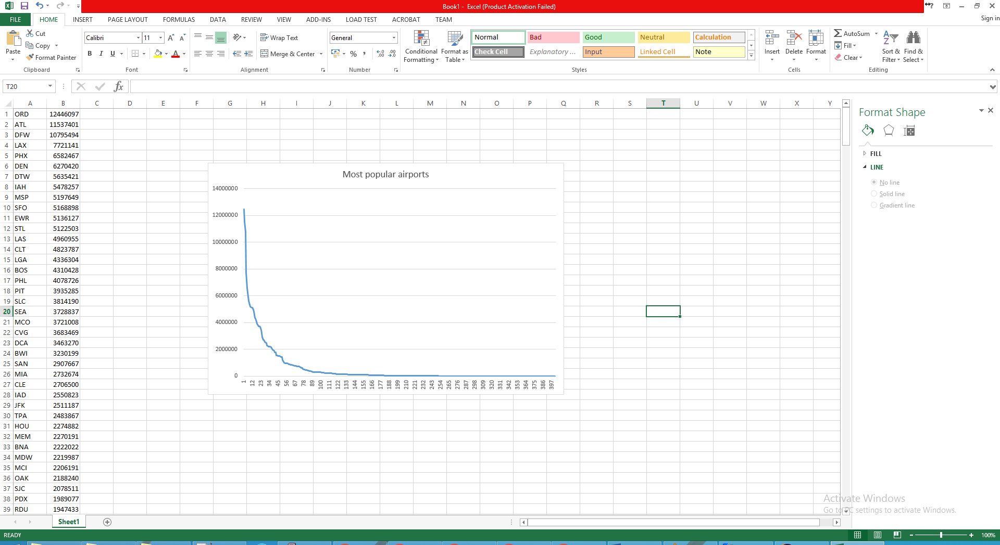 Book1 - Excel (Product Activation Failed)
?
FILE HOME INSERT PAGE LAYOUT FORMULAS DATA REVIEW VIEW ADD-INS LOAD TEST ACROBAT TEAM
Sign in
Paste
Cut
Copy
Format Painter
Clipboard
Calibri 11
B I U
Font
Wrap Text
Merge & Center
Alignment
General
Number
Conditional Formatting
Format as Table
Normal Bad Good Neutral Calculation
Check Cell Explanatory ... Input Linked Cell Note
Styles
Insert Delete Format
Cells
AutoSum
Fill
Clear
Sort & Filter
Find & Select
Editing
T20
fx
A B C D E F G H I J K L M N O P Q R S T U V W X Y
1 ORD 12446097
2 ATL 11537401
3 DFW 10795494
4 LAX 7721141
5 PHX 6582467
6 DEN 6270420
7 DTW 5635421
8 IAH 5478257
9 MSP 5197649
10 SFO 5168898
11 EWR 5136127
12 STL 5122503
13 LAS 4960955
14 CLT 4823787
15 LGA 4336304
16 BOS 4310428
17 PHL 4078726
18 PIT 3935285
19 SLC 3814190
20 SEA 3728837
21 MCO 3721008
22 CVG 3683469
23 DCA 3463270
24 BWI 3230199
25 SAN 2907667
26 MIA 2732674
27 CLE 2706500
28 IAD 2550823
29 JFK 2511187
30 TPA 2483867
31 HOU 2274882
32 MEM 2270191
33 BNA 2222022
34 MDW 2219987
35 MCI 2206191
36 OAK 2188240
37 SJC 2078511
38 PDX 1989077
39 RDU 1947433
Most popular airports
14000000
12000000
10000000
8000000
6000000
4000000
2000000
0
1 12 23 34 45 56 67 78 89 100 111 122 133 144 155 166 177 188 199 210 221 232 243 254 265 276 287 298 309 320 331 342 353 364 375 386 397
Format Shape
FILL
LINE
No line
Solid line
Gradient line
Activate Windows
Go to PC settings to activate Windows.
Sheet1
READY
100%